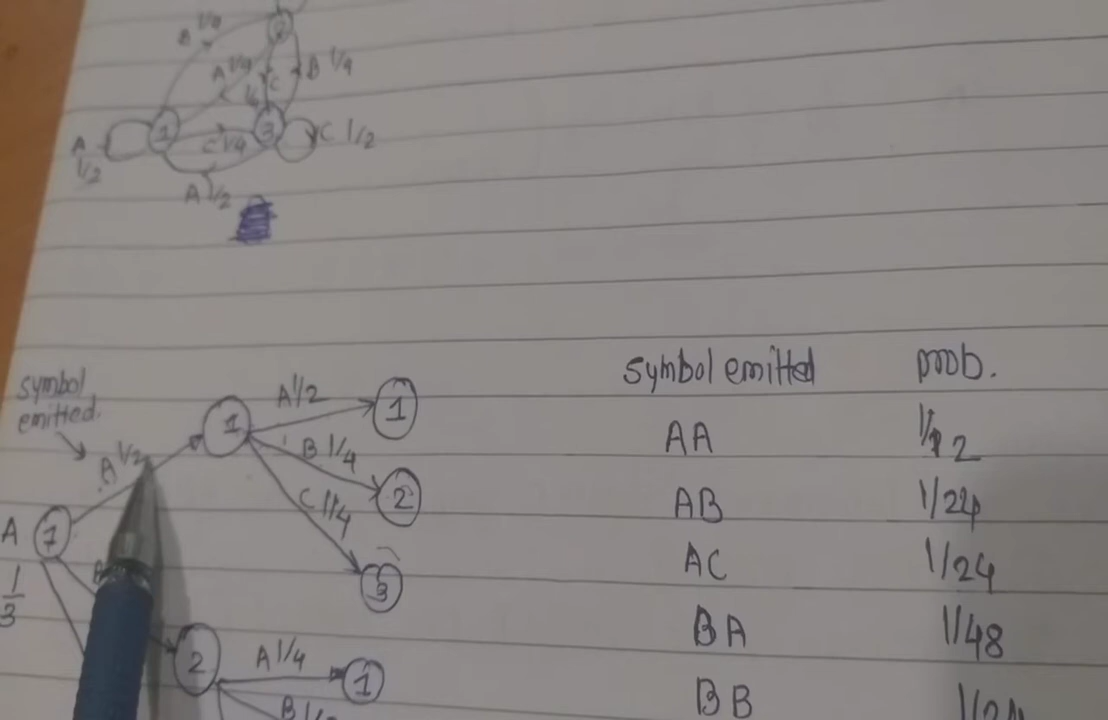 B 1/4
2
A 1/4
C
B 1/4
1
3
C 1/4
C 1/2
A
1/2
A 1/2
symbol emitted.
symbol emitted prob.
A 1/2
1
1
AA 1/12
B 1/4
2
AB 1/24
C 1/4
A 1
1/3
AC 1/24
3
BA 1/48
2
A 1/4
1
BB